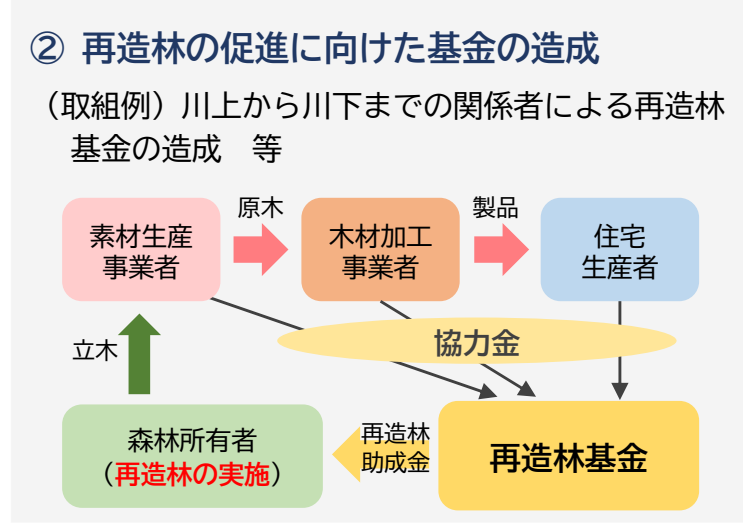 ② 再造林の促進に向けた基金の造成
（取組例）川上から川下までの関係者による再造林
基金の造成　等
原木
製品
素材生産
事業者
木材加工
事業者
住宅
生産者
協力金
立木
森林所有者
（再造林の実施）
再造林
助成金
再造林基金